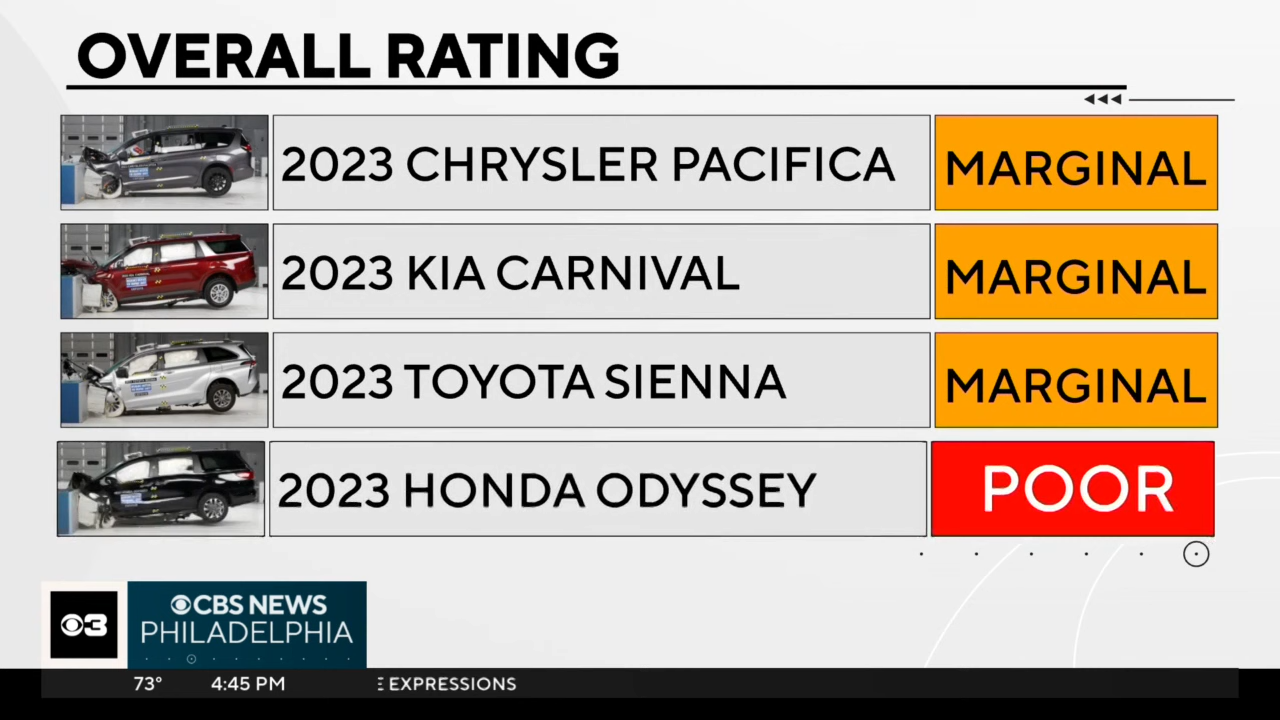 OVERALL RATING
2023 CHRYSLER PACIFICA
MARGINAL
2023 KIA CARNIVAL
MARGINAL
2023 TOYOTA SIENNA
MARGINAL
2023 HONDA ODYSSEY
POOR
3
CBS NEWS
PHILADELPHIA
73° 4:45 PM EXPRESSIONS